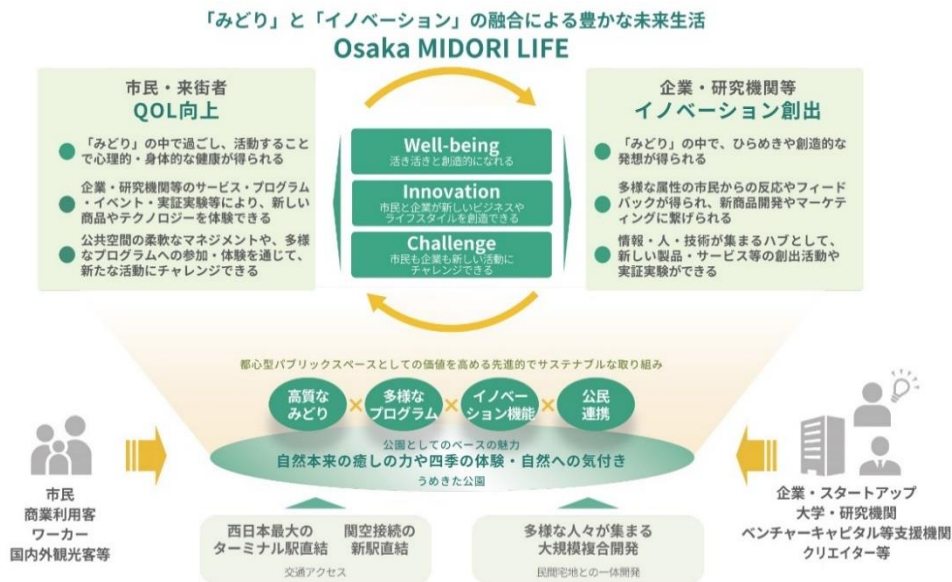 「みどり」と「イノベーション」の融合による豊かな未来生活
Osaka MIDORI LIFE
市民・来街者
QOL向上
「みどり」の中で過ごし、活動すること
で心理的・身体的な健康が得られる
企業・研究機関等のサービス・プログラム
・イベント・実証実験等により、新しい
商品やテクノロジーを体験できる
公共空間の柔軟なマネジメントや、多様
なプログラムへの参加・体験を通じて、
新たな活動にチャレンジできる
Well-being
活き活きと創造的になれる
Innovation
市民と企業が新しいビジネスや
ライフスタイルを創造できる
Challenge
市民も企業も新しい活動に
チャレンジできる
企業・研究機関等
イノベーション創出
「みどり」の中で、ひらめきや創造的な
発想が得られる
多様な属性の市民からの反応やフィード
バックが得られ、新商品開発やマーケ
ティングに繋げられる
情報・人・技術が集まるハブとして、
新しい製品・サービス等の創出活動や
実証実験ができる
都心型パブリックスペースとしての価値を高める先進的でサステナブルな取り組み
高質な
みどり
×
多様な
プログラム
×
イノベー
ション機能
×
公民
連携
公園としてのベースの魅力
自然本来の癒しの力や四季の体験・自然への気付き
うめきた公園
市民
商業利用客
ワーカー
国内外観光客等
西日本最大の
ターミナル駅直結
関空接続の
新駅直結
交通アクセス
多様な人々が集まる
大規模複合開発
民間宅地との一体開発
企業・スタートアップ
大学・研究機関
ベンチャーキャピタル等支援機関
クリエイター等